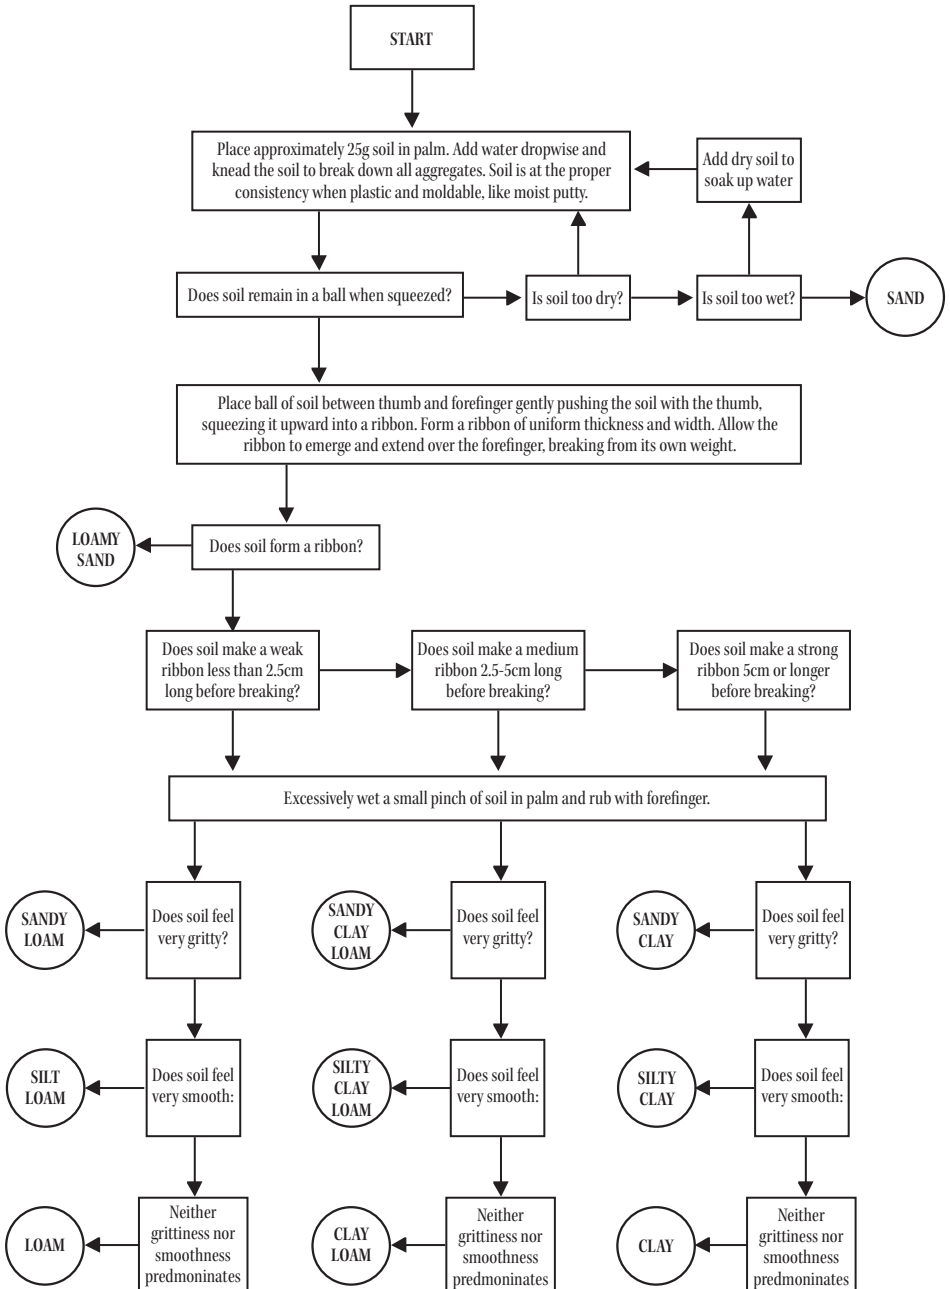 START
Place approximately 25g soil in palm. Add water dropwise and
knead the soil to break down all aggregates. Soil is at the proper
consistency when plastic and moldable, like moist putty.
Add dry soil to
soak up water
Does soil remain in a ball when squeezed?
Is soil too dry?
Is soil too wet?
SAND
Place ball of soil between thumb and forefinger gently pushing the soil with the thumb,
squeezing it upward into a ribbon. Form a ribbon of uniform thickness and width. Allow the
ribbon to emerge and extend over the forefinger, breaking from its own weight.
LOAMY
SAND
Does soil form a ribbon?
Does soil make a weak
ribbon less than 2.5cm
long before breaking?
Does soil make a medium
ribbon 2.5-5cm long
before breaking?
Does soil make a strong
ribbon 5cm or longer
before breaking?
Excessively wet a small pinch of soil in palm and rub with forefinger.
SANDY
LOAM
Does soil feel
very gritty?
SANDY
CLAY
LOAM
Does soil feel
very gritty?
SANDY
CLAY
Does soil feel
very gritty?
SILT
LOAM
Does soil feel
very smooth:
SILTY
CLAY
LOAM
Does soil feel
very smooth:
SILTY
CLAY
Does soil feel
very smooth:
LOAM
Neither
grittiness nor
smoothness
predmoninates
CLAY
LOAM
Neither
grittiness nor
smoothness
predmoninates
CLAY
Neither
grittiness nor
smoothness
predmoninates